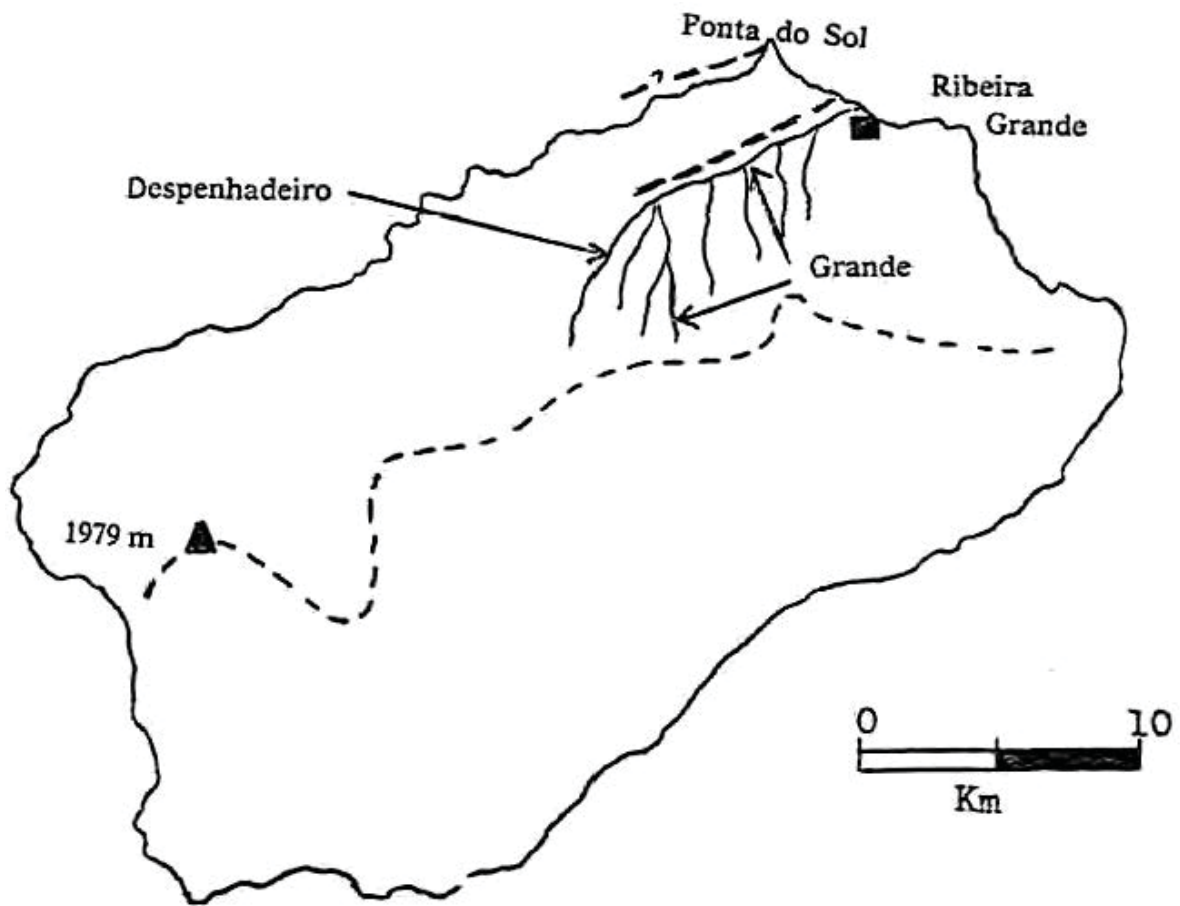 Ponta do Sol
Ribeira
Grande
Despenhadeiro
Grande
1979 m
0 10
Km